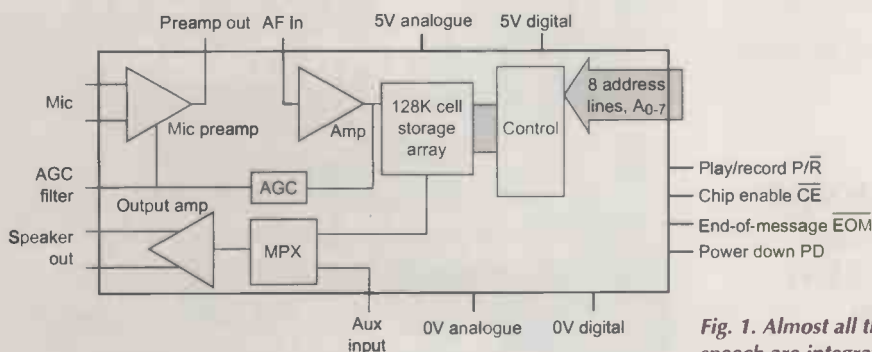 Preamp out AF in 5V analogue 5V digital
Mic
Mic preamp
Amp
128K cell
storage
array
Control
8 address
lines, A0-7
AGC
filter
AGC
Output amp
Speaker
out
MPX
Play/record P/R̅
Chip enable C̅E̅
End-of-message E̅O̅M̅
Power down PD
Aux
input
0V analogue 0V digital
Fig. 1. Almost all th
speech are integra